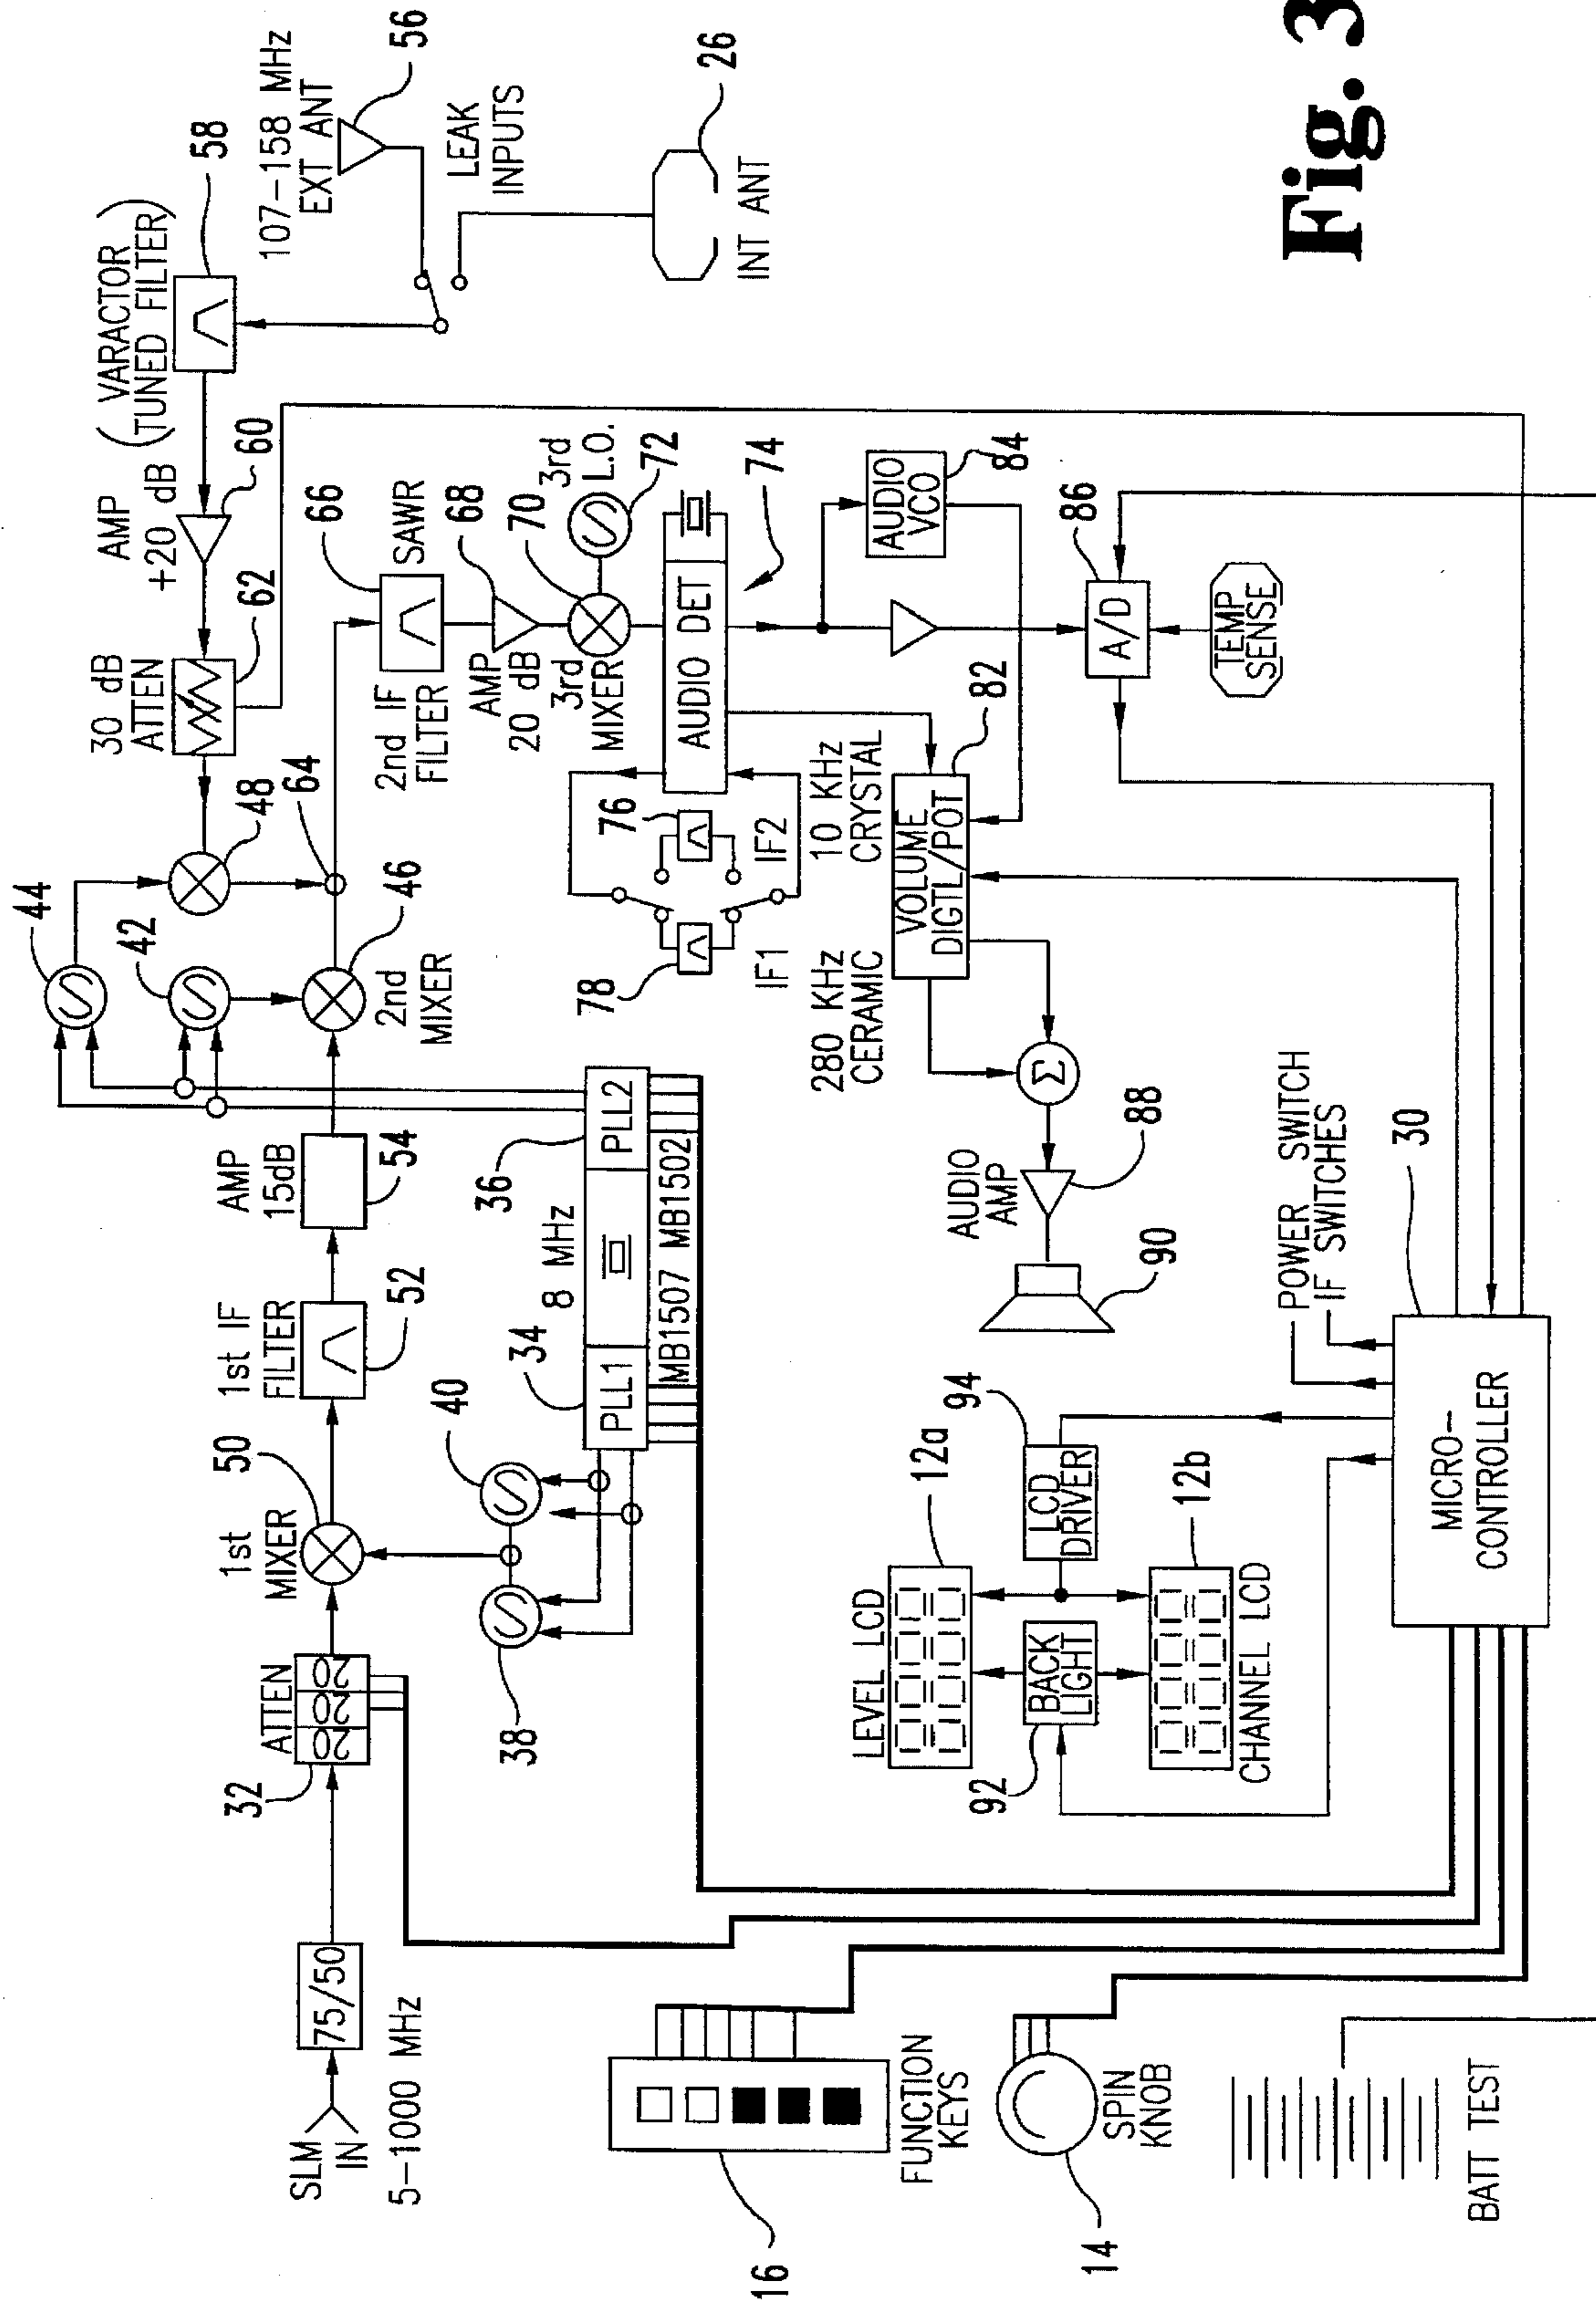 SLM
IN
5-1000 MHz
75/50
32
ATTEN
20 20 20
1st
MIXER
50
1st IF
FILTER
52
AMP
15dB
54
44
42
2nd
MIXER
46
48
64
30 dB
ATTEN
62
AMP
+20 dB
60
(VARACTOR
TUNED FILTER)
58
107-158 MHz
EXT ANT
56
LEAK
INPUTS
26
INT ANT
38
40
34
8 MHz
36
PLL1
PLL2
MB1507 MB1502
2nd IF
FILTER
66
SAWR
AMP
20 dB
68
3rd
MIXER
70
3rd
L.O.
72
AUDIO DET
74
76
78
IF1
IF2
280 KHz
CERAMIC
10 KHz
CRYSTAL
VOLUME
DIGTL/POT
82
AUDIO
VCO
84
A/D
86
TEMP
SENSE
Σ
AUDIO
AMP
88
90
16
FUNCTION
KEYS
14
SPIN
KNOB
BATT TEST
LEVEL LCD
12a
BACK
LIGHT
92
LCD
DRIVER
94
12b
CHANNEL LCD
POWER SWITCH
IF SWITCHES
30
MICRO-
CONTROLLER
Fig. 3